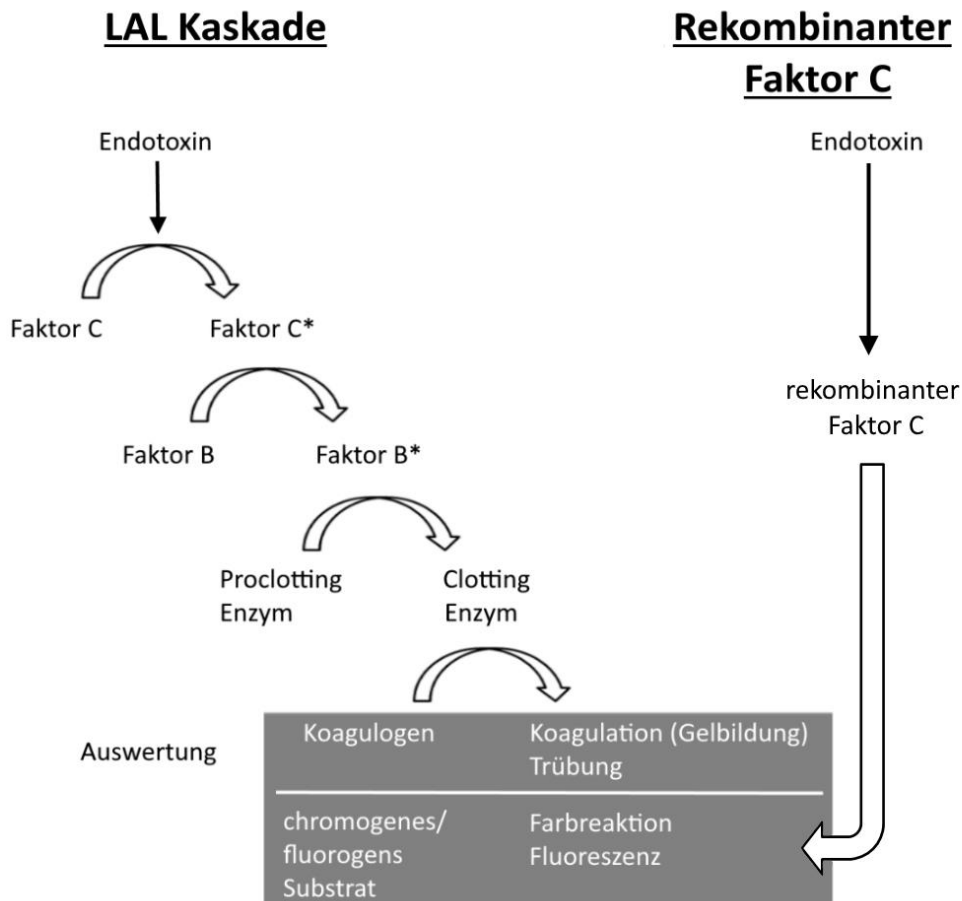 LAL Kaskade
Rekombinanter
Faktor C
Endotoxin
Endotoxin
Faktor C
Faktor C*
rekombinanter
Faktor C
Faktor B
Faktor B*
Proclotting
Enzym
Clotting
Enzym
Auswertung
Koagulogen
Koagulation (Gelbildung)
Trübung
chromogenes/
fluorogens
Substrat
Farbreaktion
Fluoreszenz